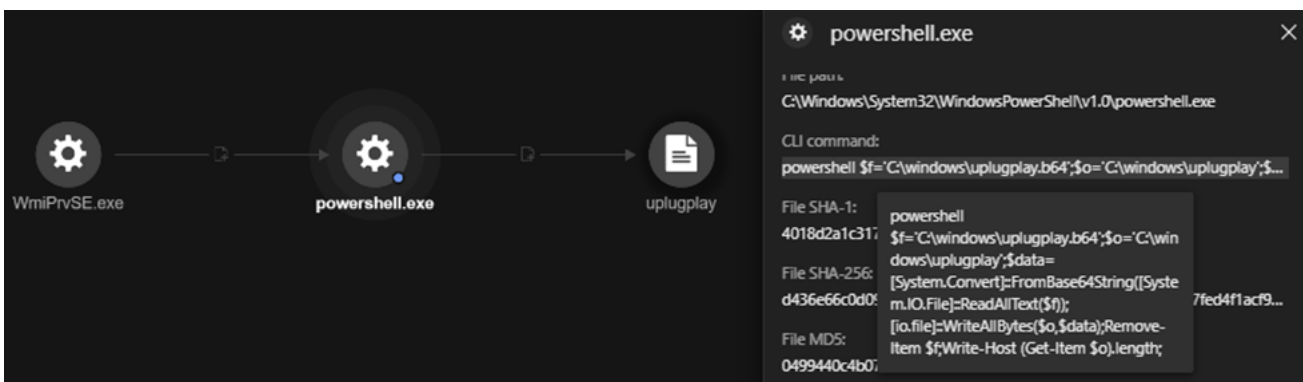 WmiPrvSE.exe
powershell.exe
uplugplay
powershell.exe
File path:
C:\Windows\System32\WindowsPowerShell\v1.0\powershell.exe
CLI command:
powershell $f='C:\windows\uplugplay.b64';$o='C:\windows\uplugplay';$...
File SHA-1:
4018d2a1c317
File SHA-256:
d436e66c0d09
7fed4f1acf9...
File MD5:
0499440c4b07
powershell
$f='C:\windows\uplugplay.b64';$o='C:\win
dows\uplugplay';$data=
[System.Convert]::FromBase64String([Syste
m.IO.File]::ReadAllText($f));
[io.file]::WriteAllBytes($o,$data);Remove-
Item $f;Write-Host (Get-Item $o).length;